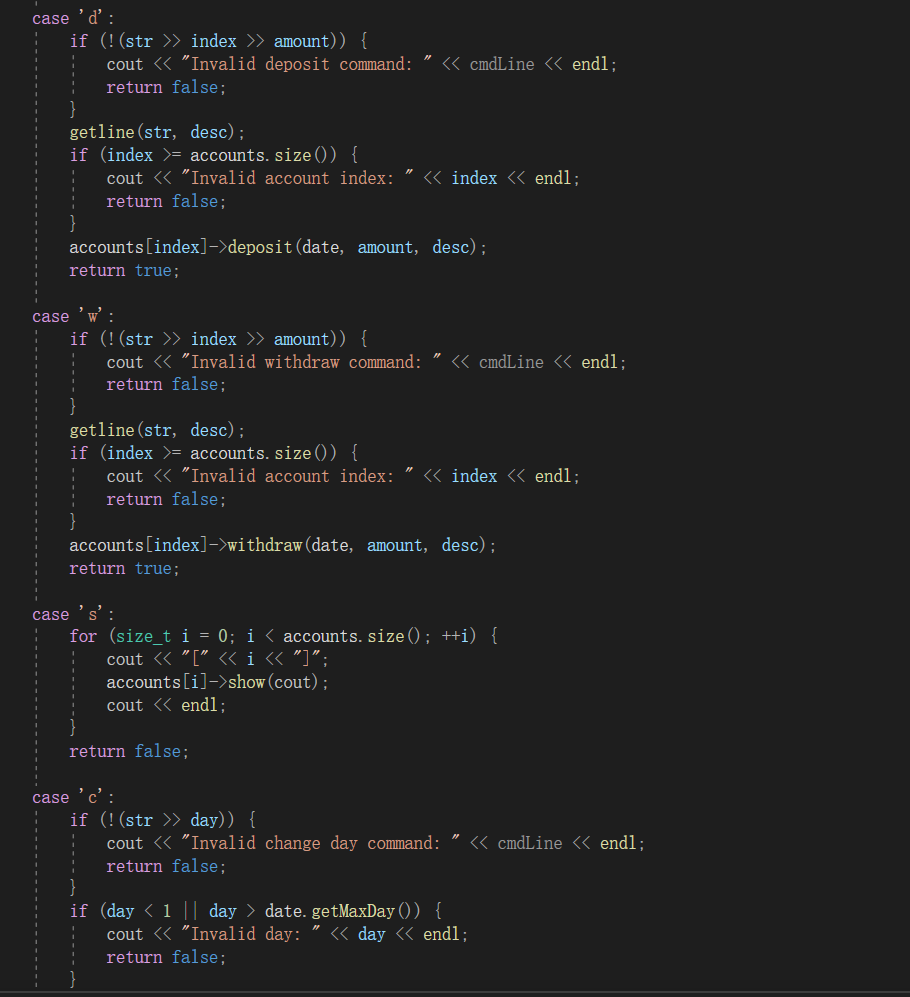 case 'd':
if (!(str >> index >> amount)) {
cout << "Invalid deposit command: " << cmdLine << endl;
return false;
}
getline(str, desc);
if (index >= accounts.size()) {
cout << "Invalid account index: " << index << endl;
return false;
}
accounts[index]->deposit(date, amount, desc);
return true;
case 'w':
if (!(str >> index >> amount)) {
cout << "Invalid withdraw command: " << cmdLine << endl;
return false;
}
getline(str, desc);
if (index >= accounts.size()) {
cout << "Invalid account index: " << index << endl;
return false;
}
accounts[index]->withdraw(date, amount, desc);
return true;
case 's':
for (size_t i = 0; i < accounts.size(); ++i) {
cout << "[" << i << "]";
accounts[i]->show(cout);
cout << endl;
}
return false;
case 'c':
if (!(str >> day)) {
cout << "Invalid change day command: " << cmdLine << endl;
return false;
}
if (day < 1 || day > date.getMaxDay()) {
cout << "Invalid day: " << day << endl;
return false;
}